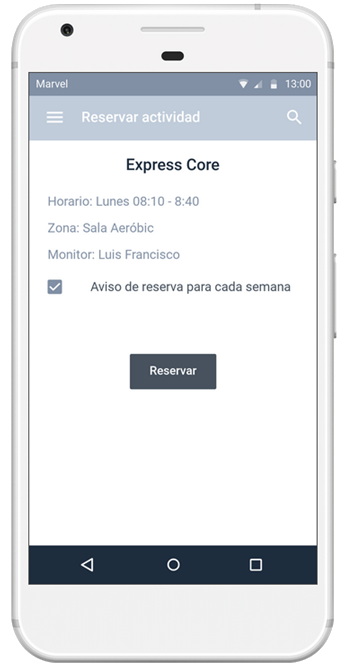 Marvel 13:00
Reservar actividad
Express Core
Horario: Lunes 08:10 - 8:40
Zona: Sala Aeróbic
Monitor: Luis Francisco
Aviso de reserva para cada semana
Reservar